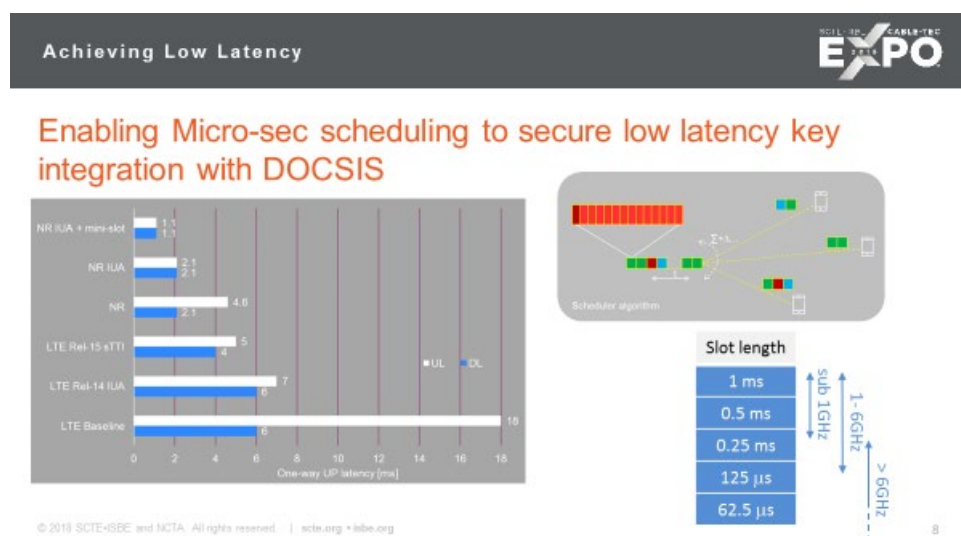 Achieving Low Latency
SCTE•ISBE CABLE-TEC
EXPO
2018
Enabling Micro-sec scheduling to secure low latency key
integration with DOCSIS
NR IUA + mini-slot
1.1
1.1
NR IUA
2.1
2.1
NR
4.6
2.1
LTE Rel-15 sTTI
5
4
UL
DL
LTE Rel-14 IUA
7
6
LTE Baseline
18
6
0 2 4 6 8 10 12 14 16 18
One-way UP latency [ms]
Scheduler algorithm
Slot length
1 ms
0.5 ms
0.25 ms
125 μs
62.5 μs
sub 1GHz
1- 6GHz
> 6GHz
© 2018 SCTE•ISBE and NCTA. All rights reserved. | scte.org • isbe.org
8